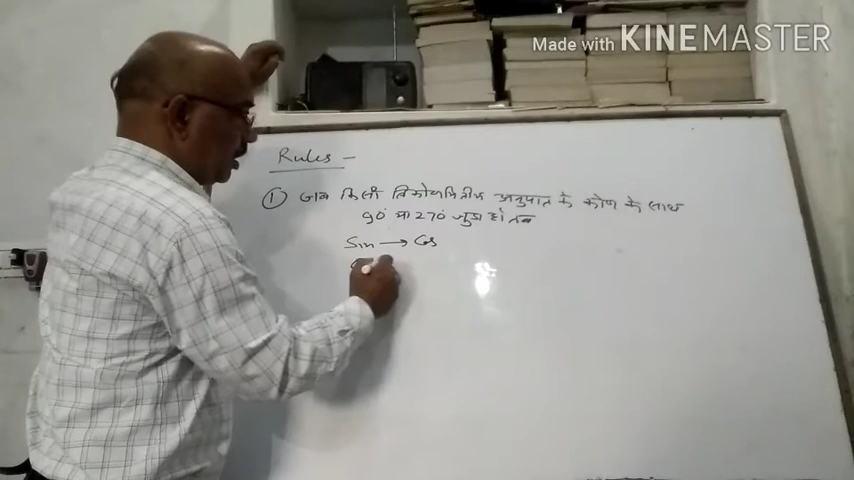 Made with KINEMASTER
Rules -
① जब किसी त्रिकोणमितीय अनुपात के कोण के साथ
90° या 270° जुड़ा हो तब
Sin → Cos